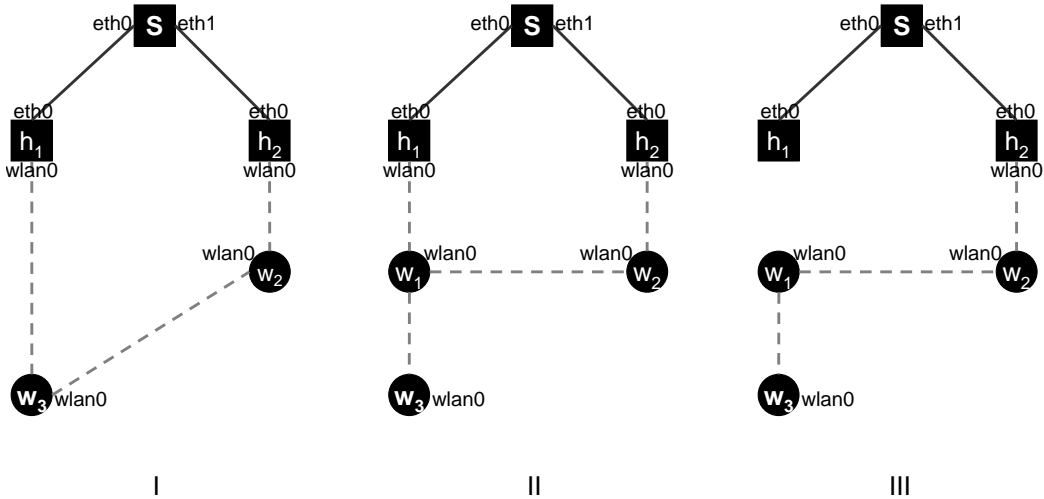 eth0 S eth1 eth0 S eth1 eth0 S eth1
eth0 eth0 eth0 eth0 eth0 eth0
h1 h2 h1 h2 h1 h2
wlan0 wlan0 wlan0 wlan0 wlan0
wlan0 wlan0 wlan0 wlan0 wlan0
w2 w1 w2 w1 w2
w3 wlan0 w3 wlan0 w3 wlan0
I II III